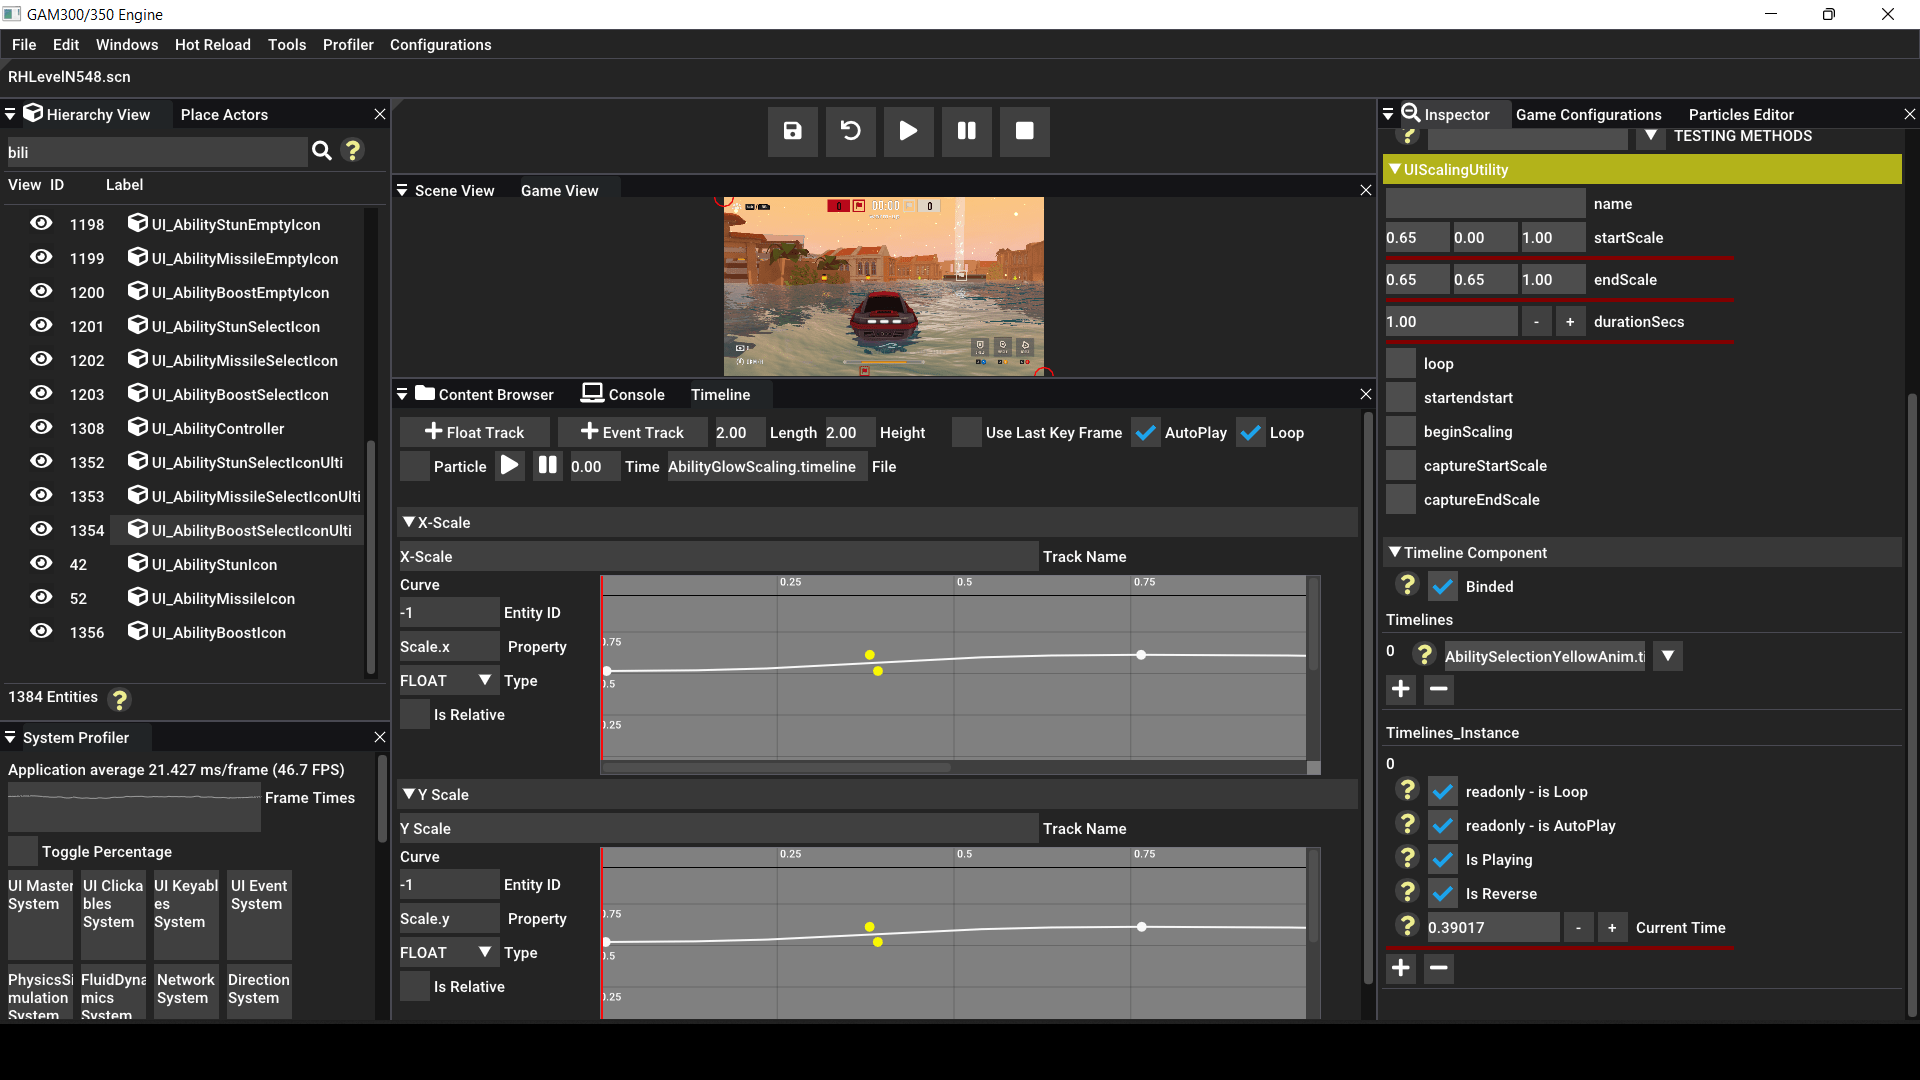 GAM300/350 Engine
File Edit Windows Hot Reload Tools Profiler Configurations
RHLevelN548.scn
Hierarchy View Place Actors
bili
View ID Label
1198 UI_AbilityStunEmptyIcon
1199 UI_AbilityMissileEmptyIcon
1200 UI_AbilityBoostEmptyIcon
1201 UI_AbilityStunSelectIcon
1202 UI_AbilityMissileSelectIcon
1203 UI_AbilityBoostSelectIcon
1308 UI_AbilityController
1352 UI_AbilityStunSelectIconUlti
1353 UI_AbilityMissileSelectIconUlti
1354 UI_AbilityBoostSelectIconUlti
42 UI_AbilityStunIcon
52 UI_AbilityMissileIcon
1356 UI_AbilityBoostIcon
1384 Entities
System Profiler
Application average 21.427 ms/frame (46.7 FPS)
Frame Times
Toggle Percentage
UI Master System
UI Clickables System
UI Keyables System
UI Event System
PhysicsSimulation System
FluidDynamics System
Network System
Direction System
Scene View Game View
0 00:00 0
Content Browser Console Timeline
+ Float Track + Event Track 2.00 Length 2.00 Height Use Last Key Frame AutoPlay Loop
Particle 0.00 Time AbilityGlowScaling.timeline File
X-Scale
X-Scale Track Name
Curve
-1 Entity ID
Scale.x Property
FLOAT Type
Is Relative
0.25 0.5 0.75
0.75
0.5
0.25
Y Scale
Y Scale Track Name
Curve
-1 Entity ID
Scale.y Property
FLOAT Type
Is Relative
0.25 0.5 0.75
0.75
0.5
0.25
Inspector Game Configurations Particles Editor
TESTING METHODS
UIScalingUtility
name
0.65 0.00 1.00 startScale
0.65 0.65 1.00 endScale
1.00 - + durationSecs
loop
startendstart
beginScaling
captureStartScale
captureEndScale
Timeline Component
Binded
Timelines
0 AbilitySelectionYellowAnim.ti
Timelines_Instance
0
readonly - is Loop
readonly - is AutoPlay
Is Playing
Is Reverse
0.39017 - + Current Time